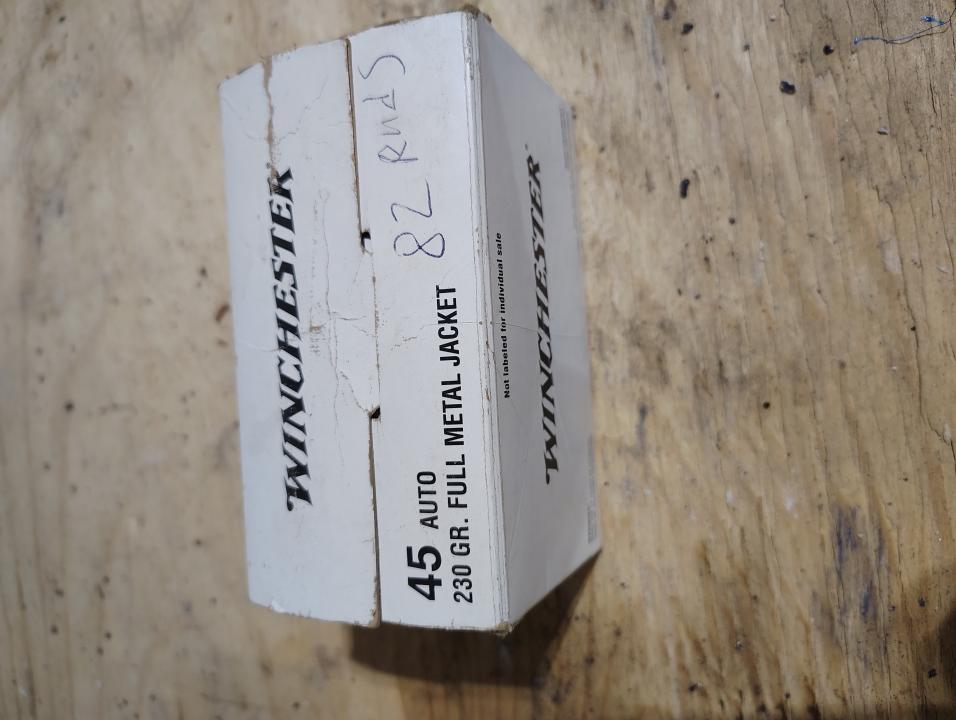 WINCHESTER
45 AUTO
230 GR. FULL METAL JACKET
82 RNDS
Not labeled for individual sale
WINCHESTER